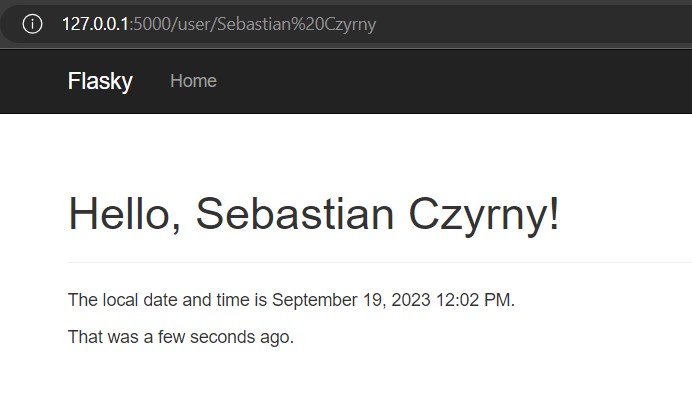 127.0.0.1:5000/user/Sebastian%20Czyrny
Flasky Home
Hello, Sebastian Czyrny!
The local date and time is September 19, 2023 12:02 PM.
That was a few seconds ago.